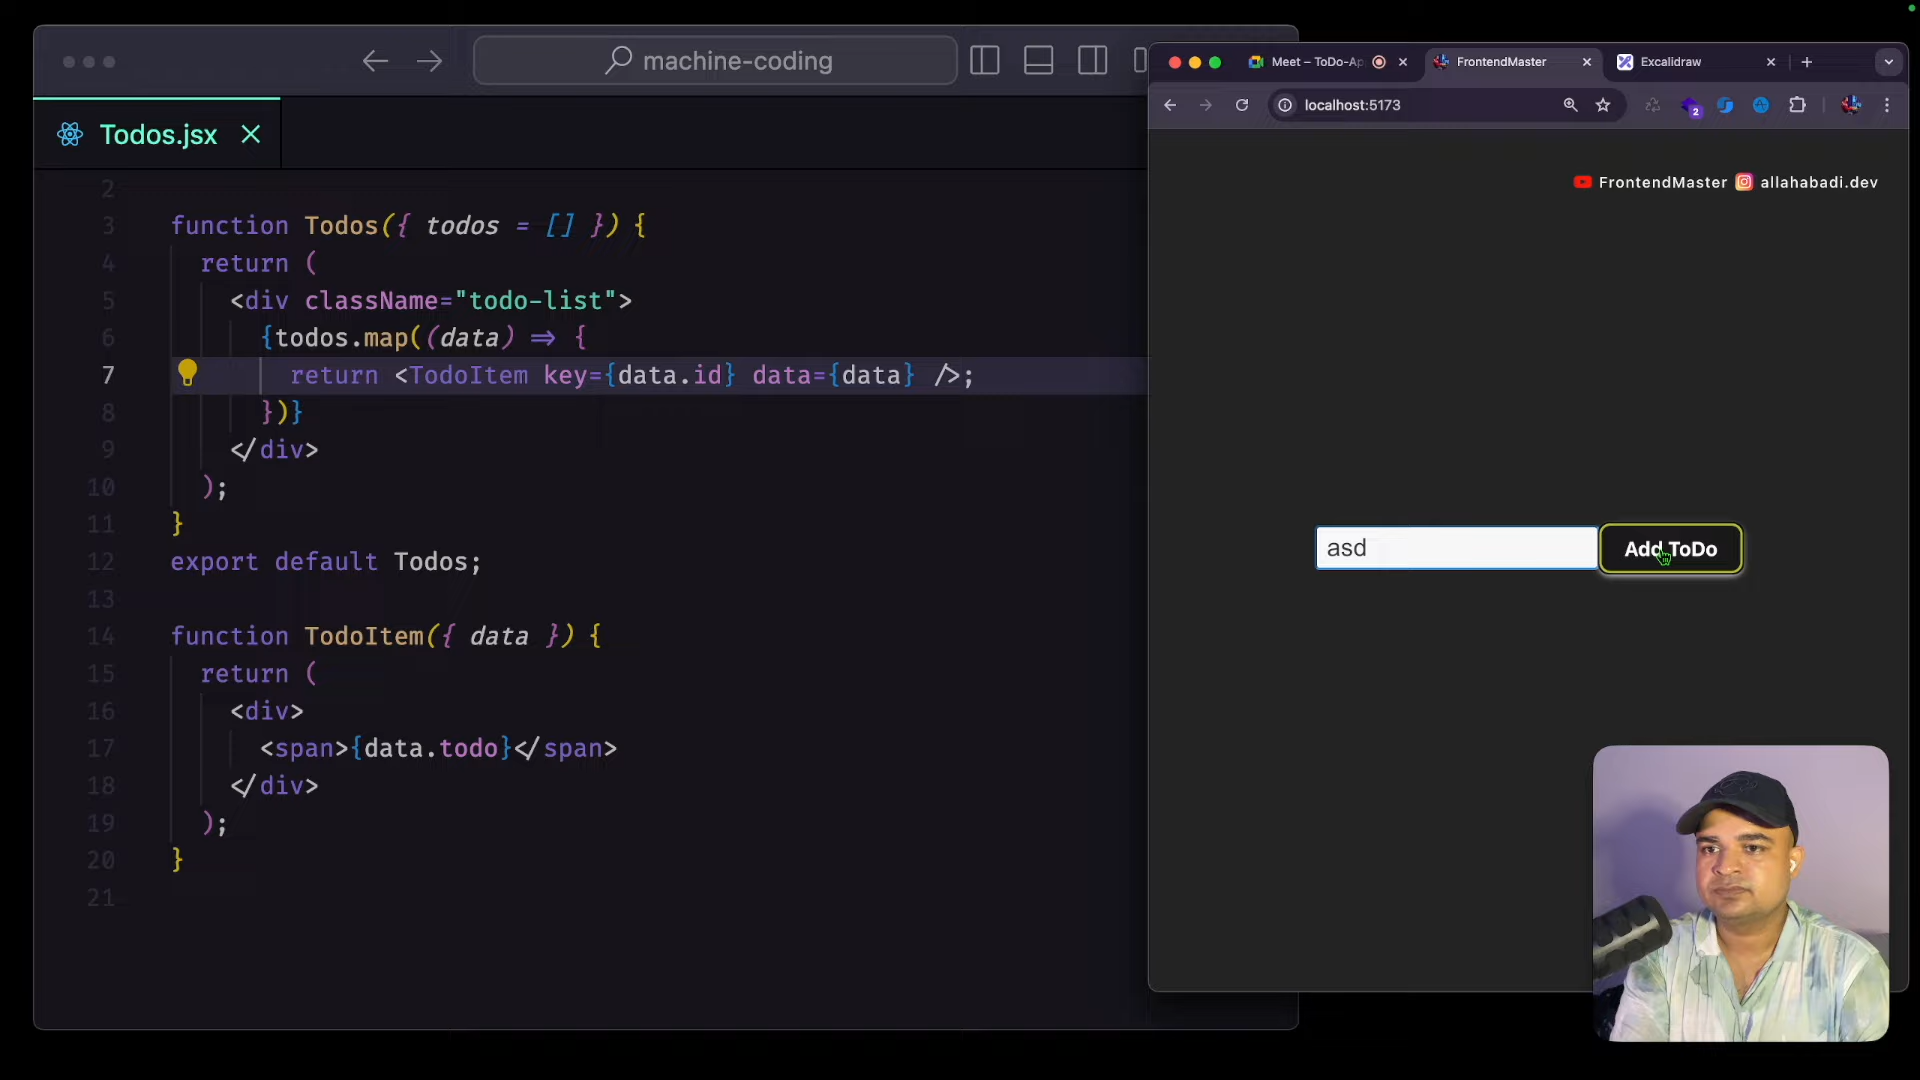 machine-coding
Todos.jsx
2
3 function Todos({ todos = [] }) {
4 return (
5 <div className="todo-list">
6 {todos.map((data) => {
7 return <TodoItem key={data.id} data={data} />;
8 })}
9 </div>
10 );
11 }
12 export default Todos;
13
14 function TodoItem({ data }) {
15 return (
16 <div>
17 <span>{data.todo}</span>
18 </div>
19 );
20 }
21
Meet – ToDo-Ap
FrontendMaster
Excalidraw
localhost:5173
2
FrontendMaster allahabadi.dev
asd
Add ToDo